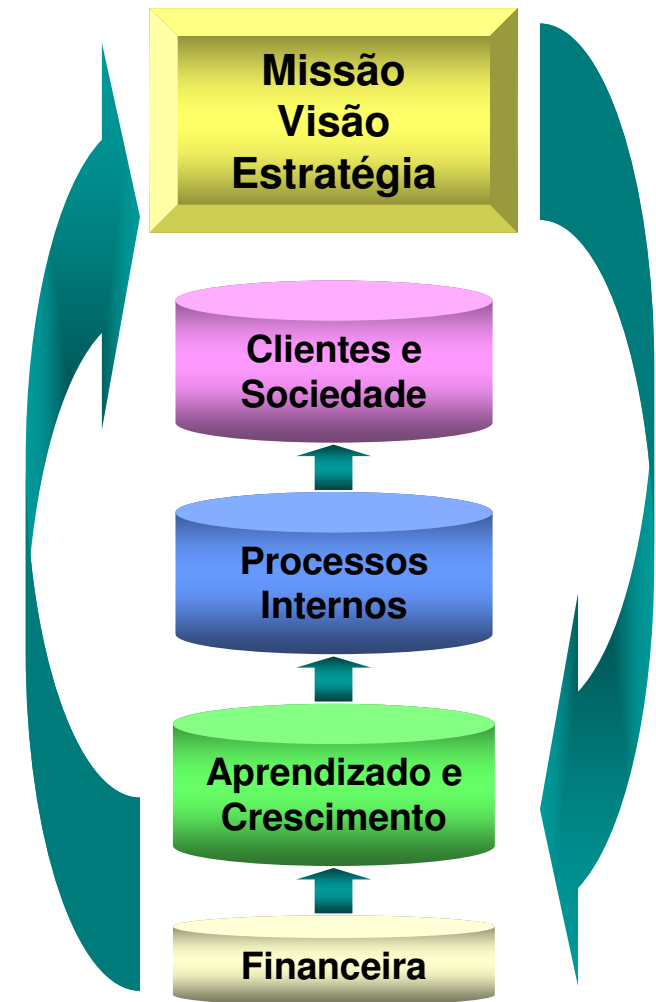 Missão
Visão
Estratégia
Clientes e
Sociedade
Processos
Internos
Aprendizado e
Crescimento
Financeira